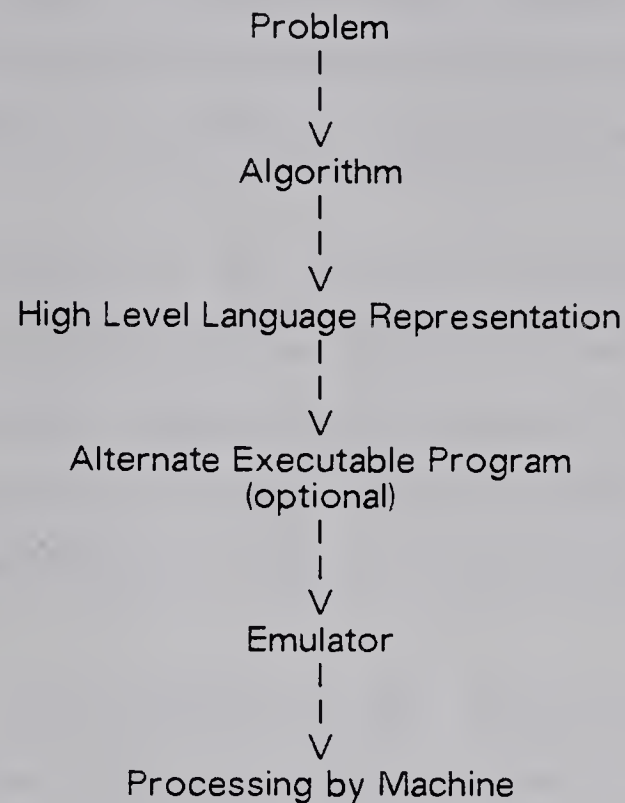 Problem
|
|
V
Algorithm
|
|
V
High Level Language Representation
|
|
V
Alternate Executable Program
(optional)
|
|
V
Emulator
|
|
V
Processing by Machine